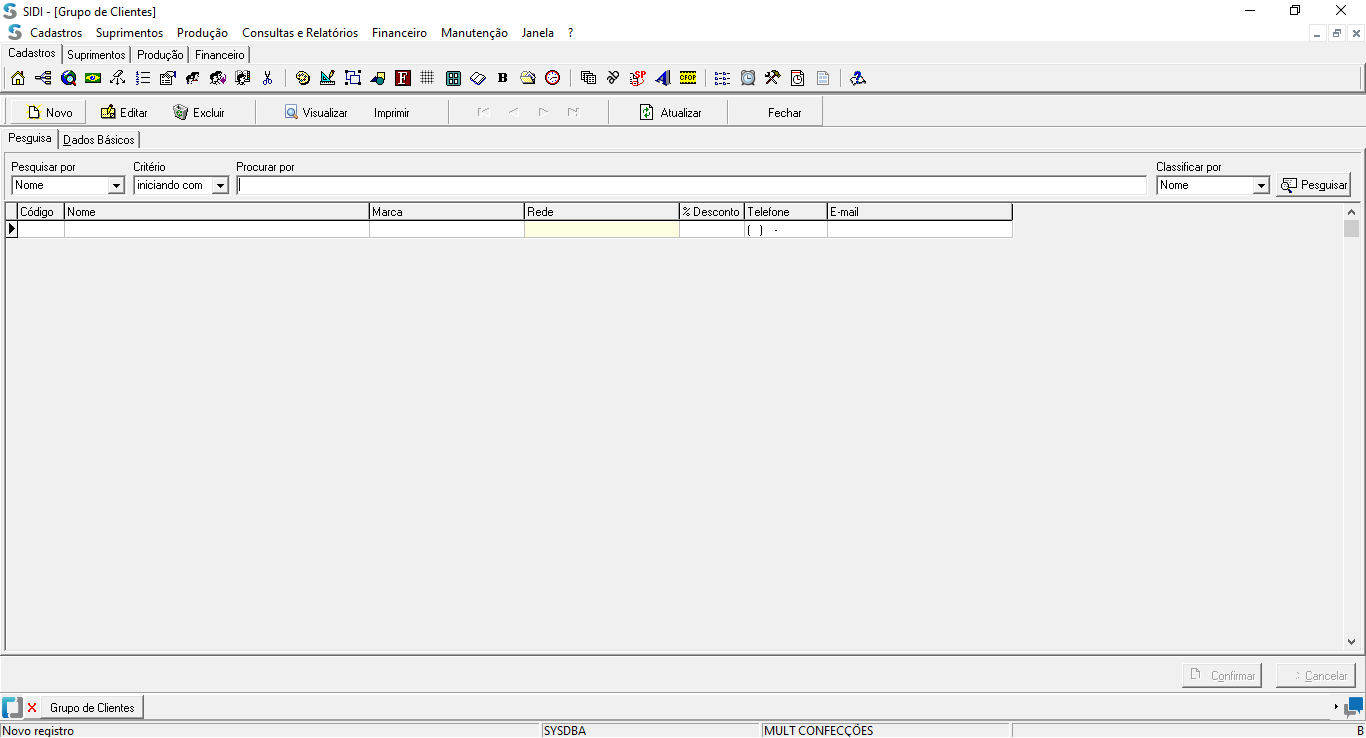 SIDI - [Grupo de Clientes]
Cadastros Suprimentos Produção Consultas e Relatórios Financeiro Manutenção Janela ?
Cadastros Suprimentos Produção Financeiro
F B SP CFOP
Novo Editar Excluir Visualizar Imprimir Atualizar Fechar
Pesquisa Dados Básicos
Pesquisar por Critério Procurar por Classificar por
Nome iniciando com Nome Pesquisar
Código Nome Marca Rede % Desconto Telefone E-mail
( ) -
Confirmar Cancelar
Grupo de Clientes
Novo registro SYSDBA MULT CONFECÇÕES B